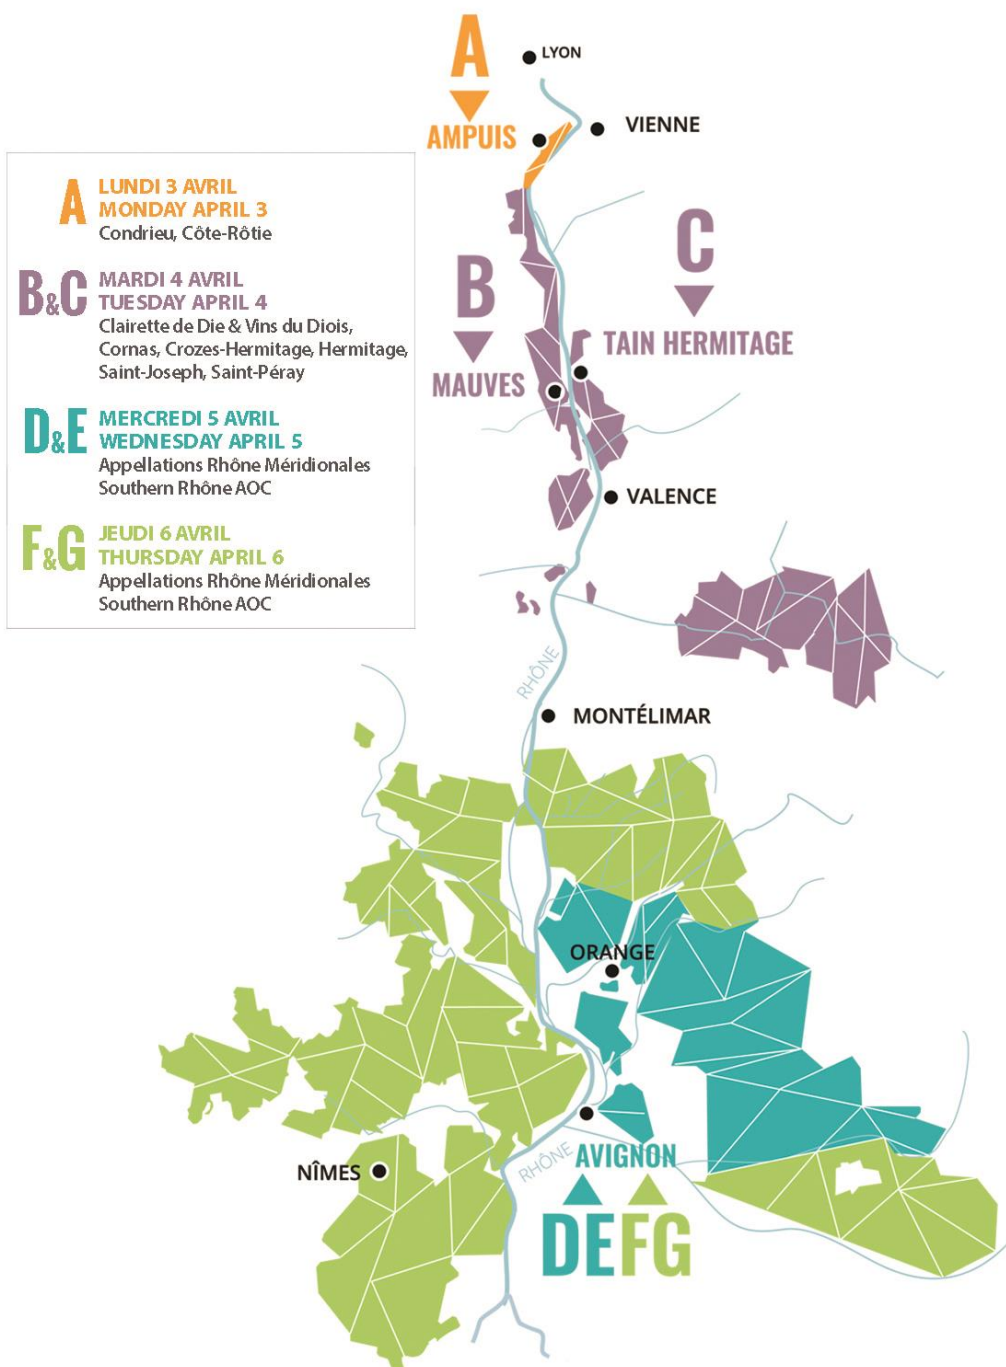 A
LYON
VIENNE
AMPUIS
A
LUNDI 3 AVRIL
MONDAY APRIL 3
Condrieu, Côte-Rôtie
B&C
MARDI 4 AVRIL
TUESDAY APRIL 4
Clairette de Die & Vins du Diois,
Cornas, Crozes-Hermitage, Hermitage,
Saint-Joseph, Saint-Péray
D&E
MERCREDI 5 AVRIL
WEDNESDAY APRIL 5
Appellations Rhône Méridionales
Southern Rhône AOC
F&G
JEUDI 6 AVRIL
THURSDAY APRIL 6
Appellations Rhône Méridionales
Southern Rhône AOC
C
B
TAIN HERMITAGE
MAUVES
VALENCE
RHÔNE
MONTÉLIMAR
ORANGE
RHÔNE
AVIGNON
NÎMES
DEFG